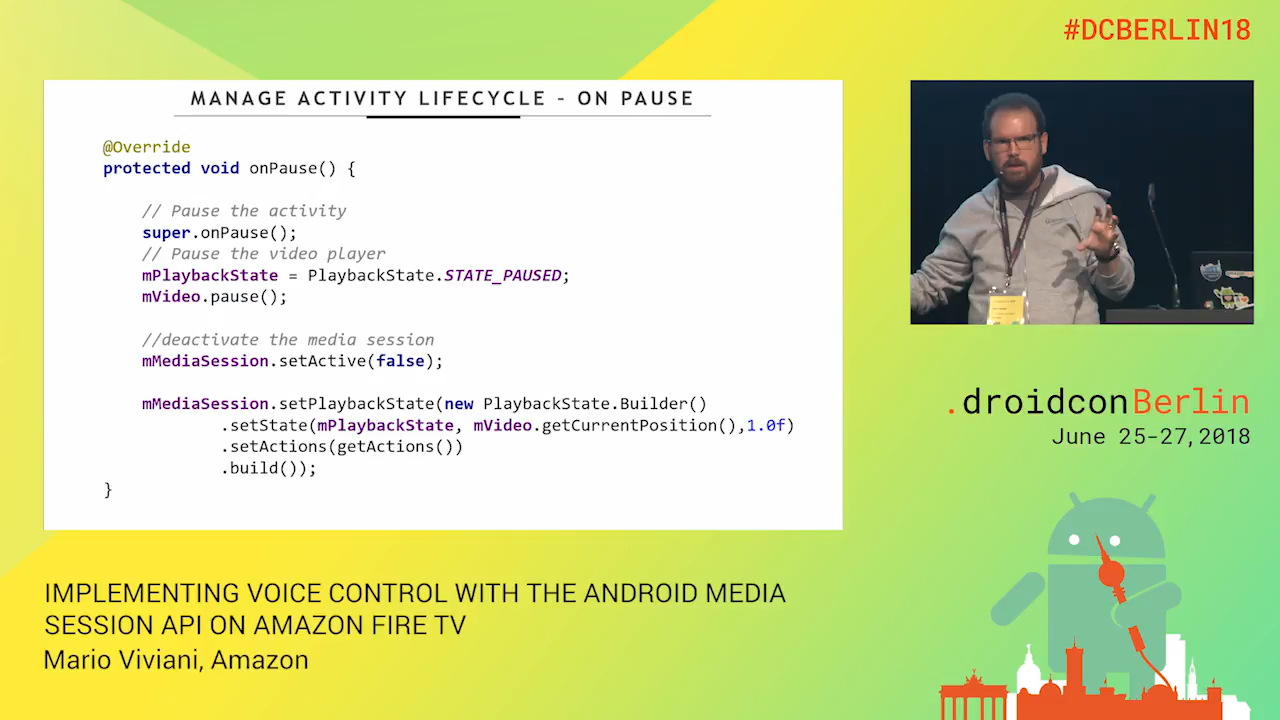 #DCBERLIN18
MANAGE ACTIVITY LIFECYCLE - ON PAUSE
@Override
protected void onPause() {
// Pause the activity
super.onPause();
// Pause the video player
mPlaybackState = PlaybackState.STATE_PAUSED;
mVideo.pause();
//deactivate the media session
mMediaSession.setActive(false);
mMediaSession.setPlaybackState(new PlaybackState.Builder()
.setState(mPlaybackState, mVideo.getCurrentPosition(),1.0f)
.setActions(getActions())
.build());
}
.droidconBerlin
June 25-27,2018
IMPLEMENTING VOICE CONTROL WITH THE ANDROID MEDIA
SESSION API ON AMAZON FIRE TV
Mario Viviani, Amazon